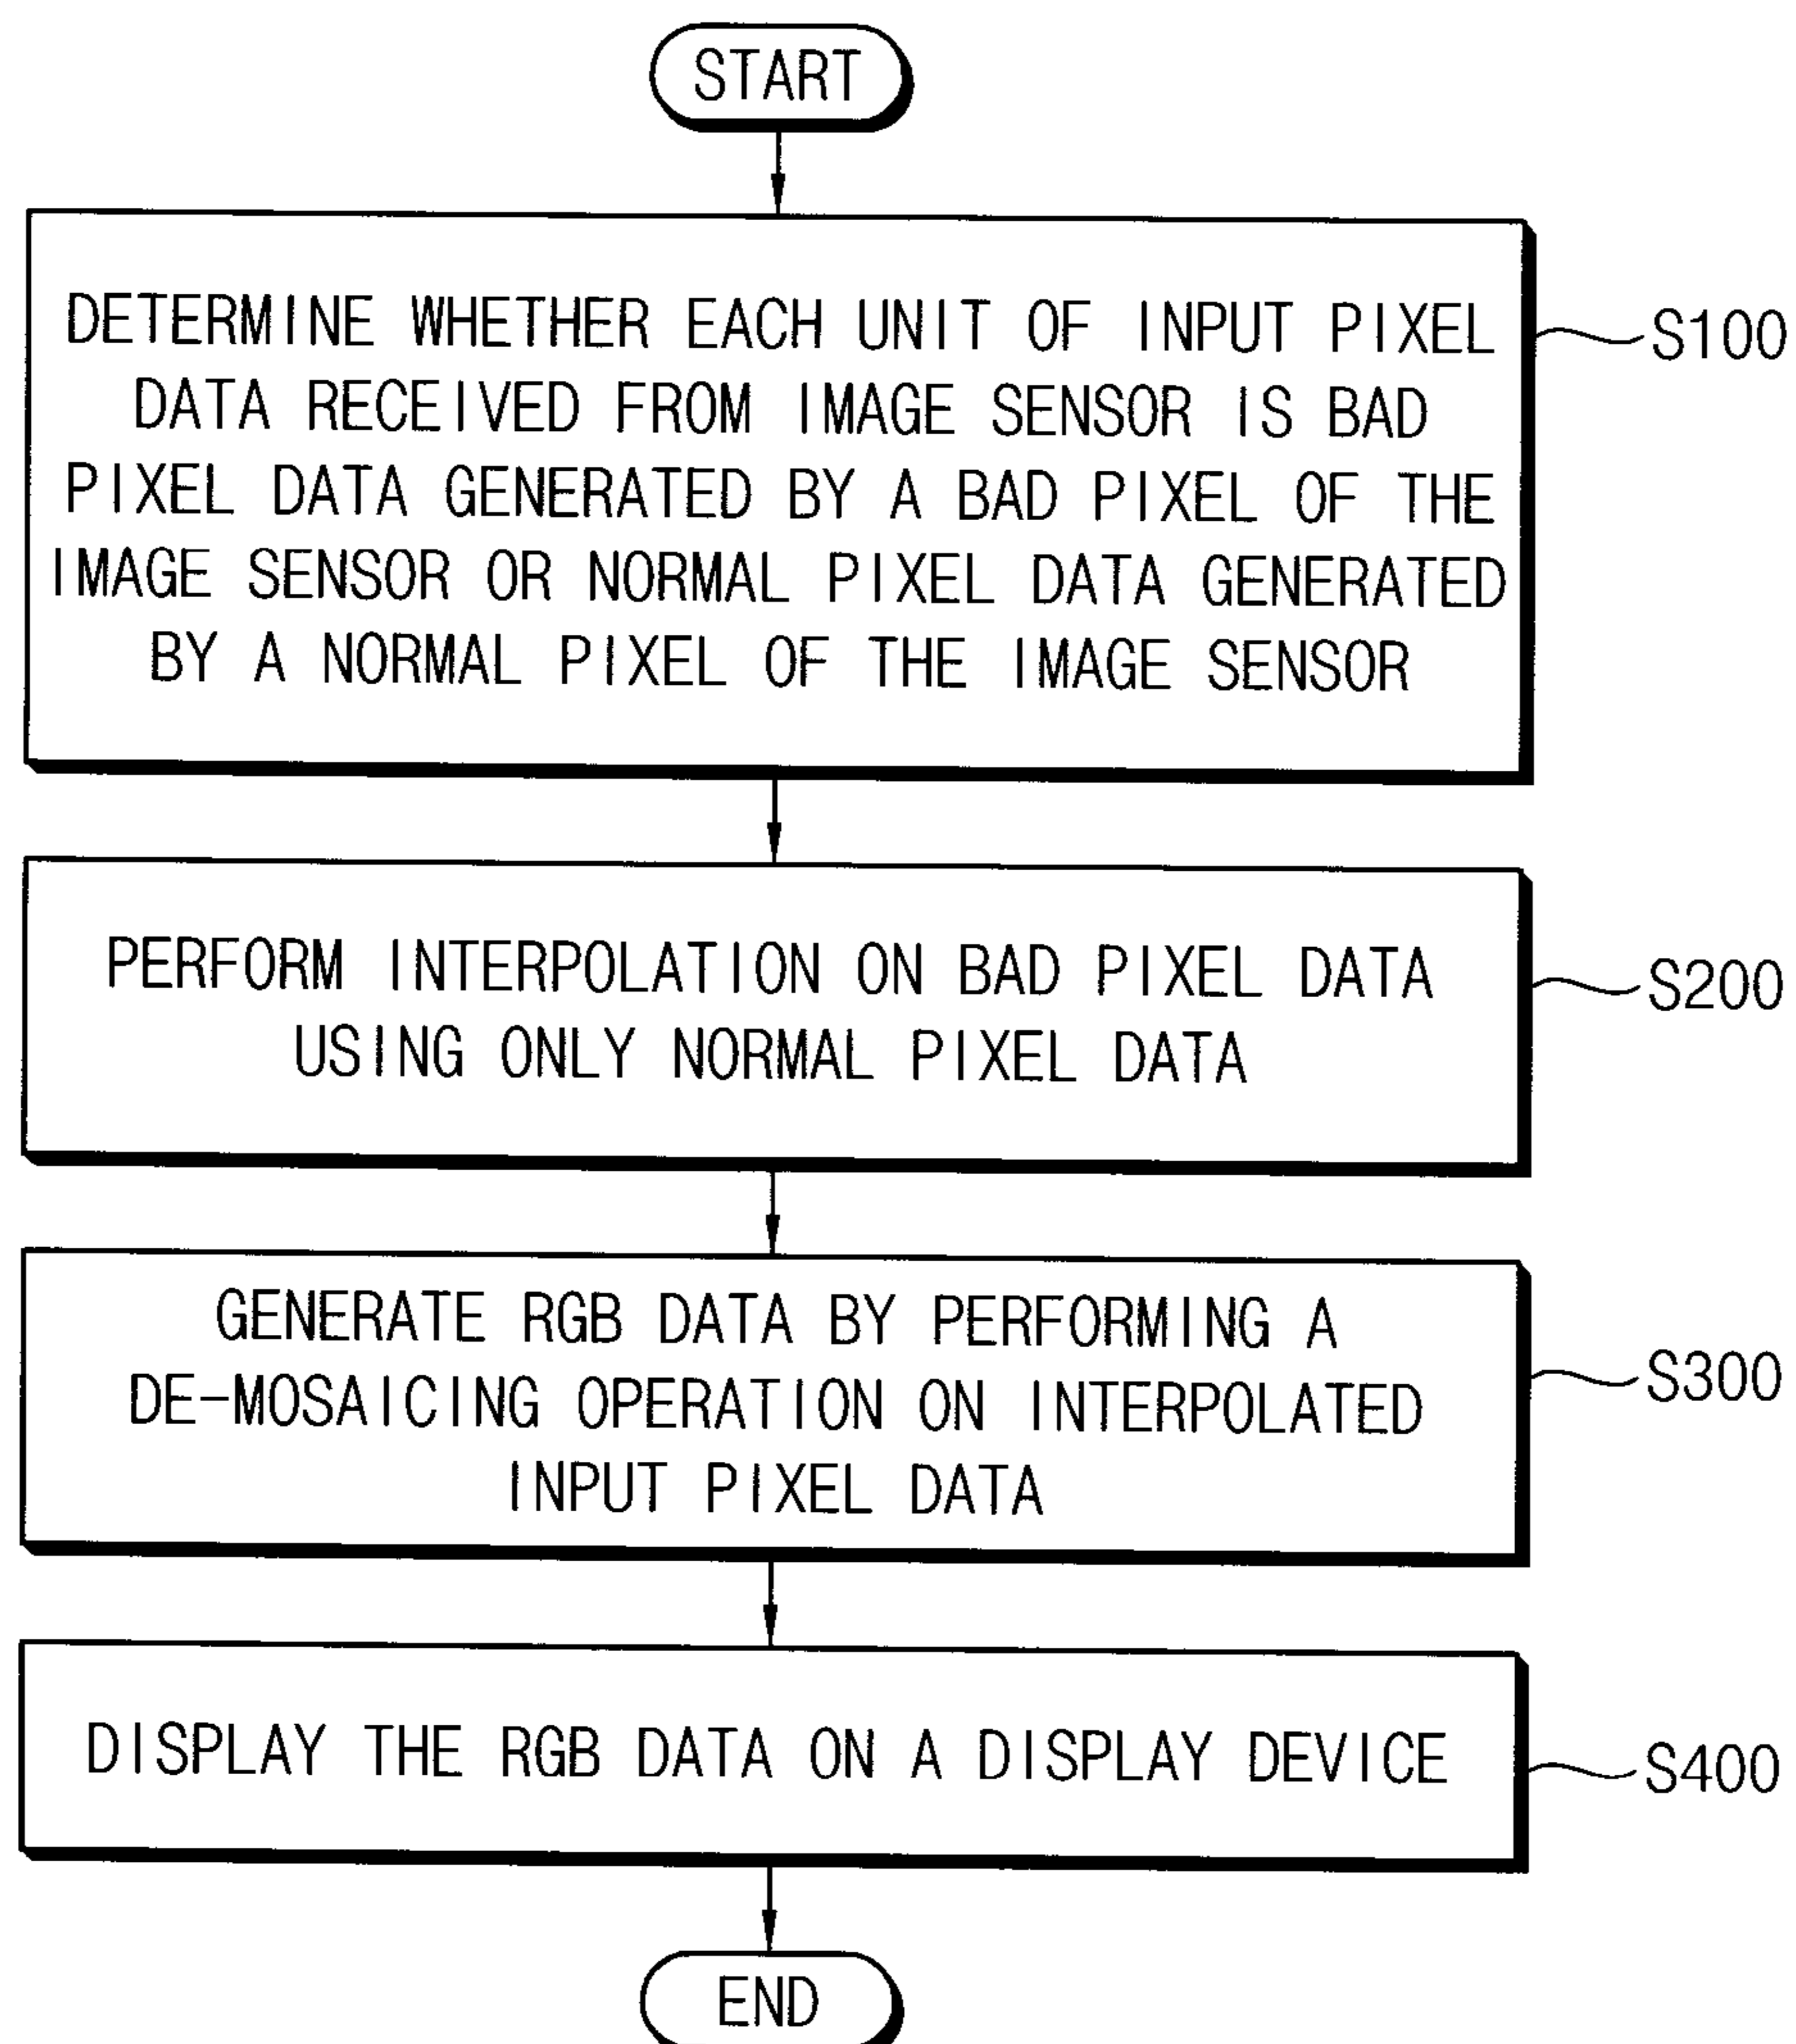 START
DETERMINE WHETHER EACH UNIT OF INPUT PIXEL
DATA RECEIVED FROM IMAGE SENSOR IS BAD
PIXEL DATA GENERATED BY A BAD PIXEL OF THE
IMAGE SENSOR OR NORMAL PIXEL DATA GENERATED
BY A NORMAL PIXEL OF THE IMAGE SENSOR
S100
PERFORM INTERPOLATION ON BAD PIXEL DATA
USING ONLY NORMAL PIXEL DATA
S200
GENERATE RGB DATA BY PERFORMING A
DE-MOSAICING OPERATION ON INTERPOLATED
INPUT PIXEL DATA
S300
DISPLAY THE RGB DATA ON A DISPLAY DEVICE
S400
END